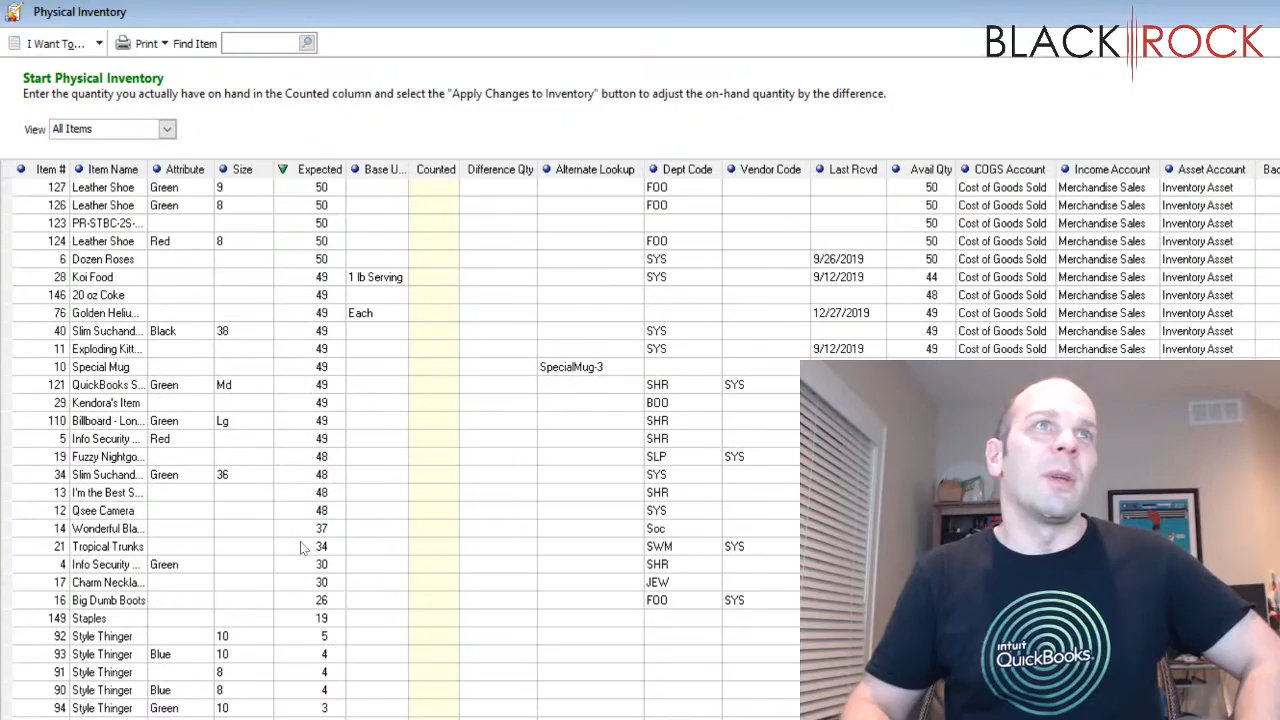 Physical Inventory
BLACK ROCK
I Want To... Print Find Item
Start Physical Inventory
Enter the quantity you actually have on hand in the Counted column and select the "Apply Changes to Inventory" button to adjust the on-hand quantity by the difference.
View All Items
Item # Item Name Attribute Size Expected Base U... Counted Difference Qty Alternate Lookup Dept Code Vendor Code Last Rcvd Avail Qty COGS Account Income Account Asset Account
127 Leather Shoe Green 9 50 FOO 50 Cost of Goods Sold Merchandise Sales Inventory Asset
126 Leather Shoe Green 8 50 FOO 50 Cost of Goods Sold Merchandise Sales Inventory Asset
123 PR-STBC-2S-... 50 50 Cost of Goods Sold Merchandise Sales Inventory Asset
124 Leather Shoe Red 8 50 FOO 50 Cost of Goods Sold Merchandise Sales Inventory Asset
6 Dozen Roses 50 SYS 9/26/2019 50 Cost of Goods Sold Merchandise Sales Inventory Asset
28 Koi Food 49 1 lb Serving SYS 9/12/2019 44 Cost of Goods Sold Merchandise Sales Inventory Asset
146 20 oz Coke 49 48 Cost of Goods Sold Merchandise Sales Inventory Asset
76 Golden Heliu... 49 Each 12/27/2019 49 Cost of Goods Sold Merchandise Sales Inventory Asset
40 Slim Suchand... Black 38 49 SYS 49 Cost of Goods Sold Merchandise Sales Inventory Asset
11 Exploding Kitt... 49 SYS 9/12/2019 49 Cost of Goods Sold Merchandise Sales Inventory Asset
10 Special Mug 49 SpecialMug-3
121 QuickBooks S... Green Md 49 SHR SYS
29 Kendora's Item 49 BOO
110 Billboard - Lon... Green Lg 49 SHR
5 Info Security ... Red 49 SHR
19 Fuzzy Nightgo... 48 SLP SYS
34 Slim Suchand... Green 36 48 SYS
13 I'm the Best S... 48 SHR
12 Qsee Camera 48 SYS
14 Wonderful Bla... 37 Soc
21 Tropical Trunks 34 SWM SYS
4 Info Security ... Green 30 SHR
17 Charm Neckla... 30 JEW
16 Big Dumb Boots 26 FOO SYS
149 Staples 19
92 Style Thinger 10 5
93 Style Thinger Blue 10 4
91 Style Thinger 8 4
90 Style Thinger Blue 8 4
94 Style Thinger Green 10 3
intuit
QuickBooks.